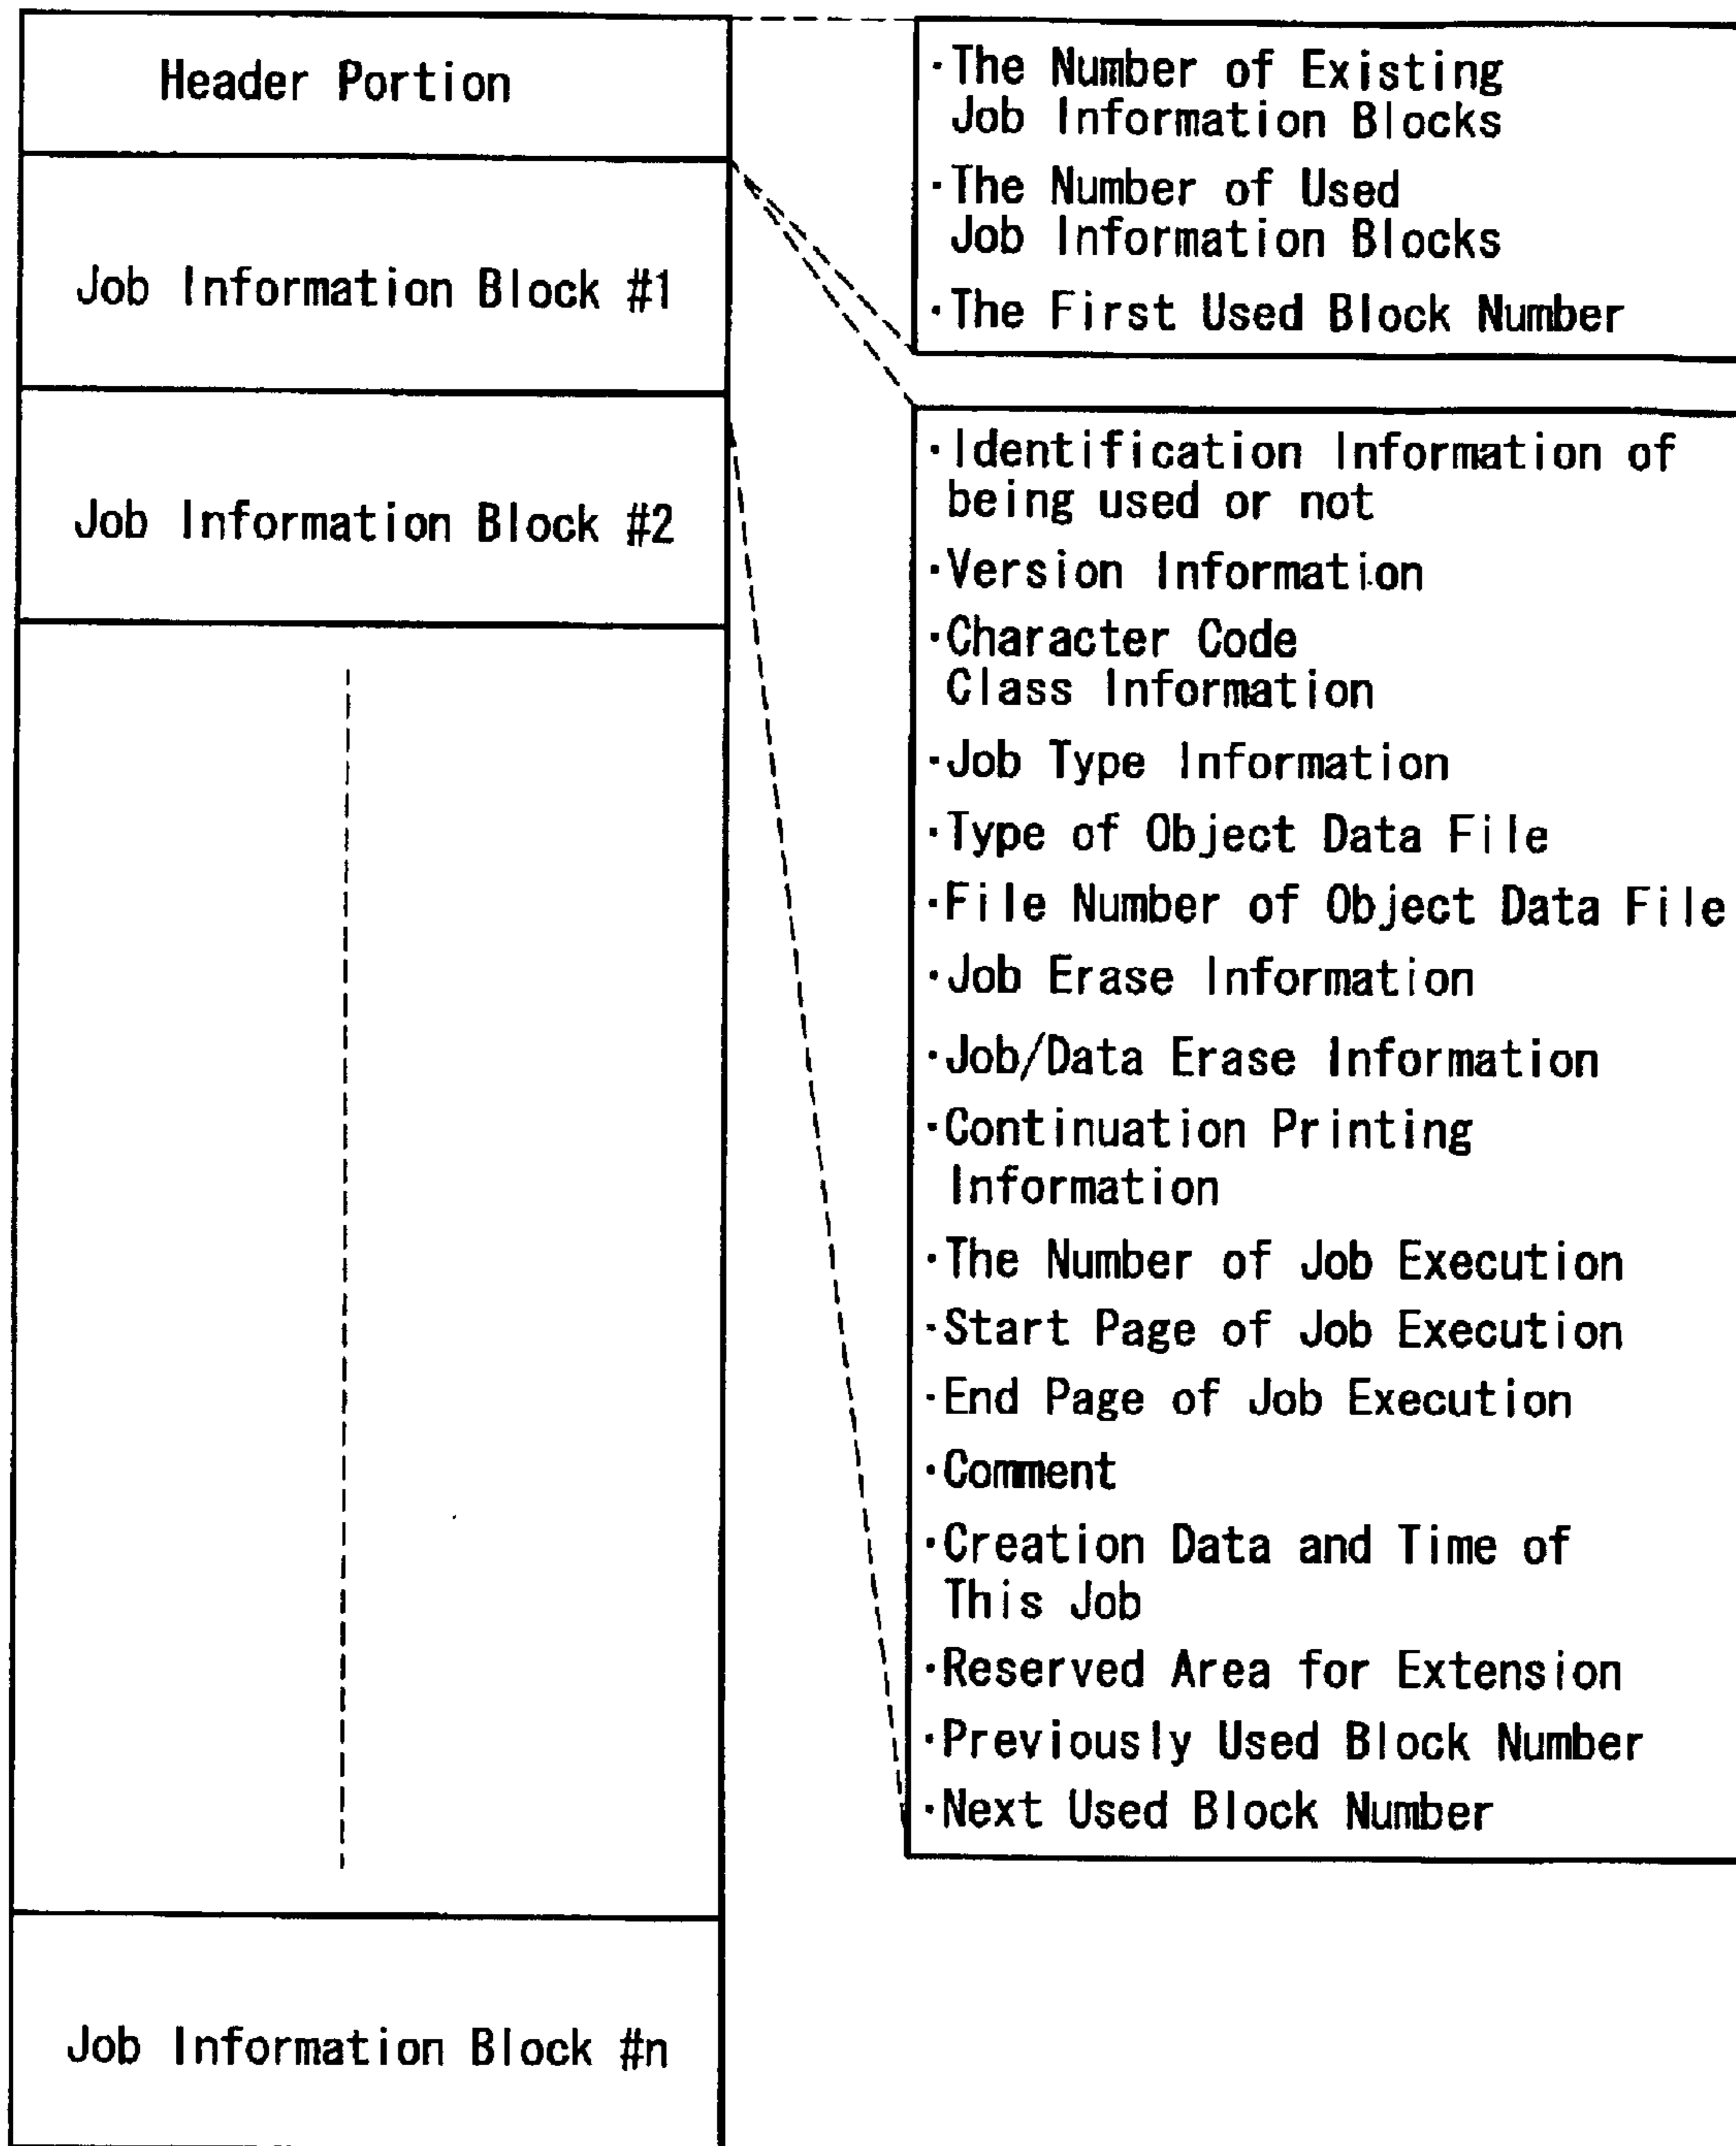 Header Portion
Job Information Block #1
Job Information Block #2
Job Information Block #n
·The Number of Existing
Job Information Blocks
·The Number of Used
Job Information Blocks
·The First Used Block Number
·Identification Information of
being used or not
·Version Information
·Character Code
Class Information
·Job Type Information
·Type of Object Data File
·File Number of Object Data File
·Job Erase Information
·Job/Data Erase Information
·Continuation Printing
Information
·The Number of Job Execution
·Start Page of Job Execution
·End Page of Job Execution
·Comment
·Creation Data and Time of
This Job
·Reserved Area for Extension
·Previously Used Block Number
·Next Used Block Number